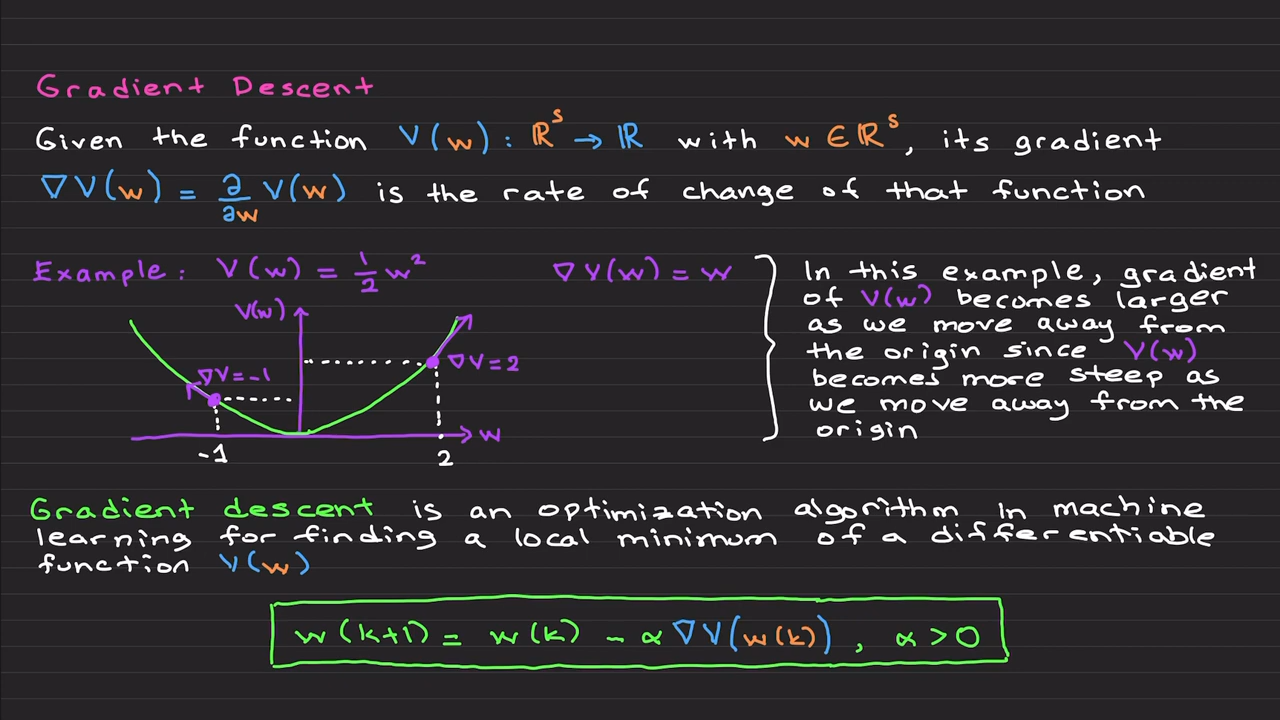 Gradient Descent
Given the function V(w) : ℝˢ → ℝ with w ∈ ℝˢ, its gradient
∇V(w) = ∂/∂w V(w) is the rate of change of that function
Example: V(w) = 1/2 w² ∇V(w) = w
In this example, gradient
of V(w) becomes larger
as we move away from
the origin since V(w)
becomes more steep as
we move away from the
origin
V(w)
∇V=-1
∇V=2
w
-1
2
Gradient descent is an optimization algorithm in machine
learning for finding a local minimum of a differentiable
function V(w)
w(k+1) = w(k) - α ∇V(w(k)), α > 0